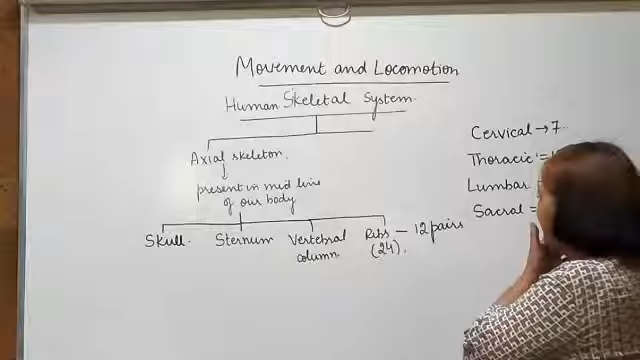 Movement and Locomotion
Human Skeletal System.
Axial skeleton.
↓
present in mid line
of our body
Skull. Sternum Vertebral column Ribs — 12 pairs
(24).
Cervical → 7
Thoracic =
Lumbar
Sacral =